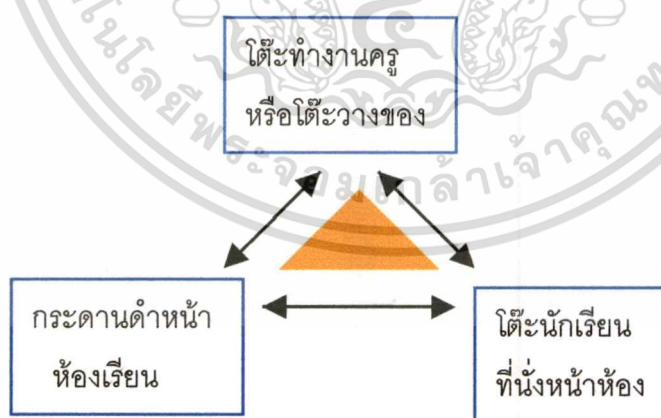 โต๊ะทำงานครู
หรือโต๊ะวางของ
กระดานดำหน้า
ห้องเรียน
โต๊ะนักเรียน
ที่นั่งหน้าห้อง